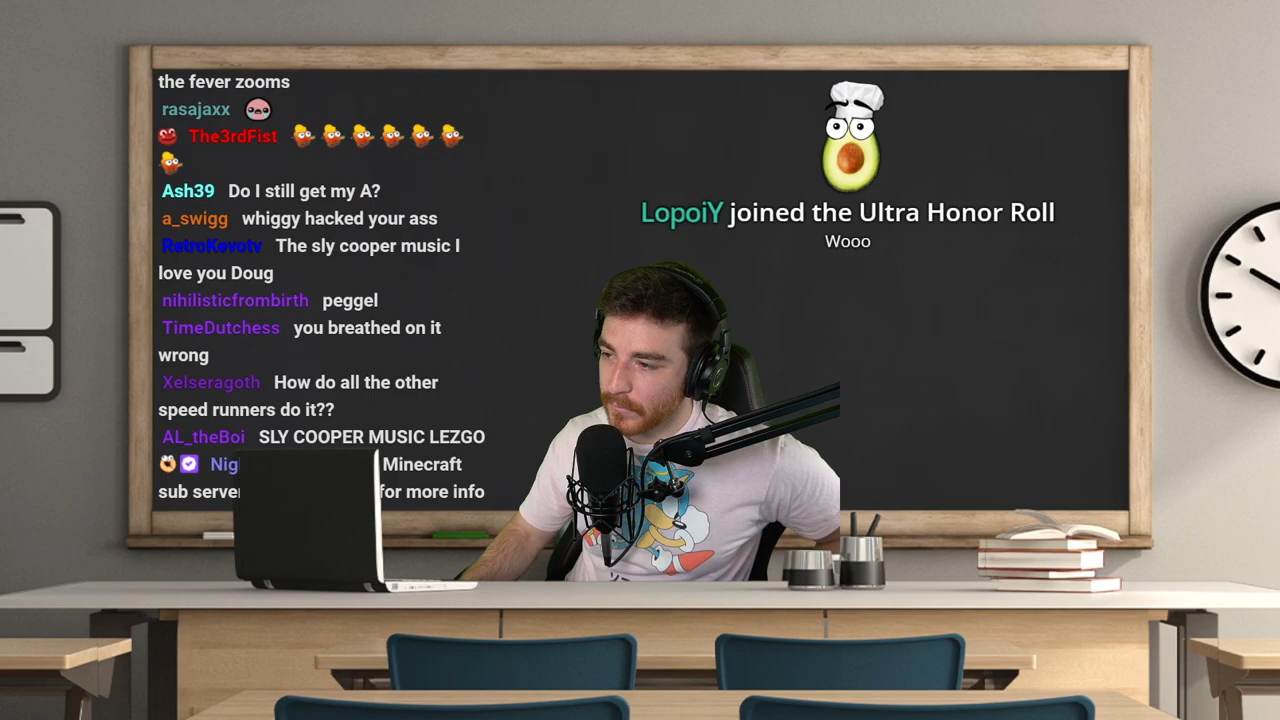 the fever zooms
rasajaxx
The3rdFist
Ash39 Do I still get my A?
a_swigg whiggy hacked your ass
RetroKevotv The sly cooper music I
love you Doug
nihilisticfrombirth peggel
TimeDutchess you breathed on it
wrong
Xelseragoth How do all the other
speed runners do it??
AL_theBoi SLY COOPER MUSIC LEZGO
Minecraft
sub for more info
LopoiY joined the Ultra Honor Roll
Wooo